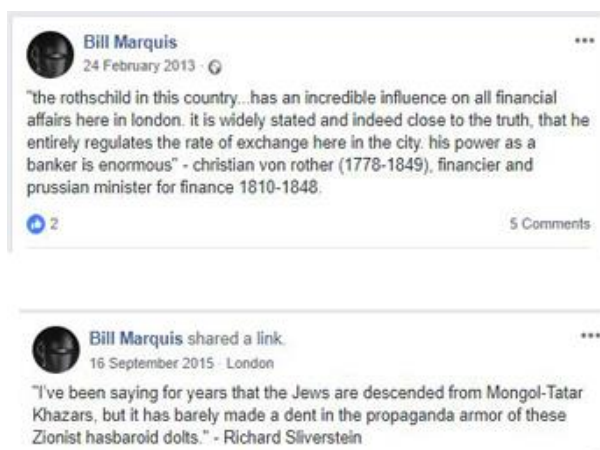 Bill Marquis
24 February 2013 ·
"the rothschild in this country...has an incredible influence on all financial
affairs here in london. it is widely stated and indeed close to the truth, that he
entirely regulates the rate of exchange here in the city. his power as a
banker is enormous" - christian von rother (1778-1849), financier and
prussian minister for finance 1810-1848.
2 5 Comments
Bill Marquis shared a link.
16 September 2015 · London
"I've been saying for years that the Jews are descended from Mongol-Tatar
Khazars, but it has barely made a dent in the propaganda armor of these
Zionist hasbaroid dolts." - Richard Sliverstein